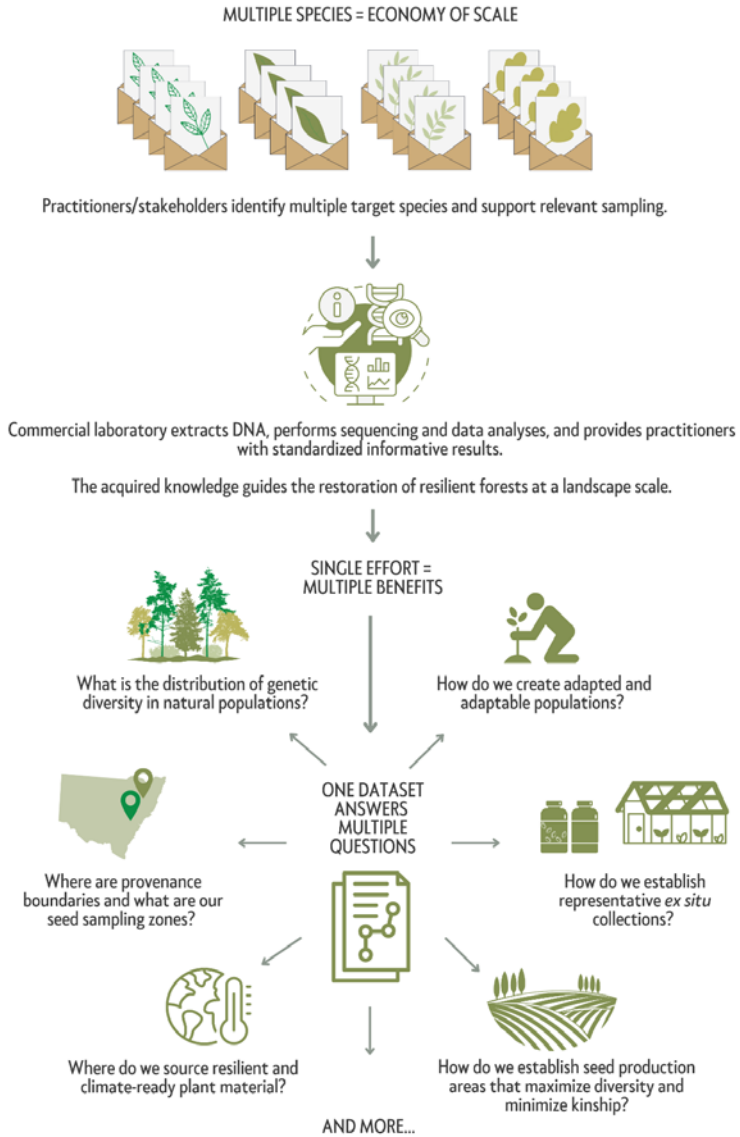 MULTIPLE SPECIES = ECONOMY OF SCALE
Practitioners/stakeholders identify multiple target species and support relevant sampling.
Commercial laboratory extracts DNA, performs sequencing and data analyses, and provides practitioners
with standardized informative results.
The acquired knowledge guides the restoration of resilient forests at a landscape scale.
SINGLE EFFORT =
MULTIPLE BENEFITS
What is the distribution of genetic
diversity in natural populations?
How do we create adapted and
adaptable populations?
ONE DATASET
ANSWERS
MULTIPLE
QUESTIONS
Where are provenance
boundaries and what are our
seed sampling zones?
How do we establish
representative ex situ
collections?
Where do we source resilient and
climate-ready plant material?
How do we establish seed production
areas that maximize diversity and
minimize kinship?
AND MORE...